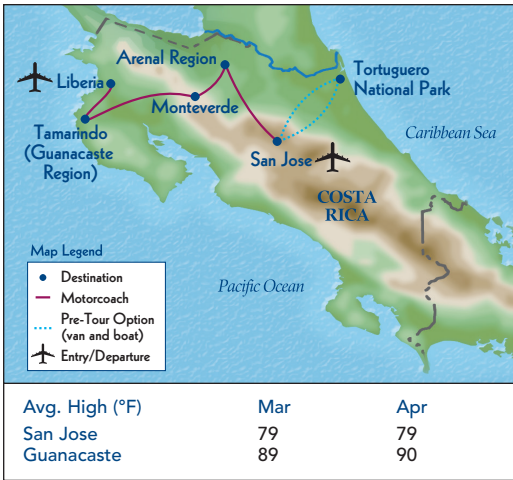 Arenal Region
Liberia
Tortuguero
National Park
Monteverde
Tamarindo
(Guanacaste
Region)
Caribbean Sea
San Jose
COSTA
RICA
Pacific Ocean
Map Legend
Destination
Motorcoach
Pre-Tour Option
(van and boat)
Entry/Departure
Avg. High (°F) Mar Apr
San Jose 79 79
Guanacaste 89 90